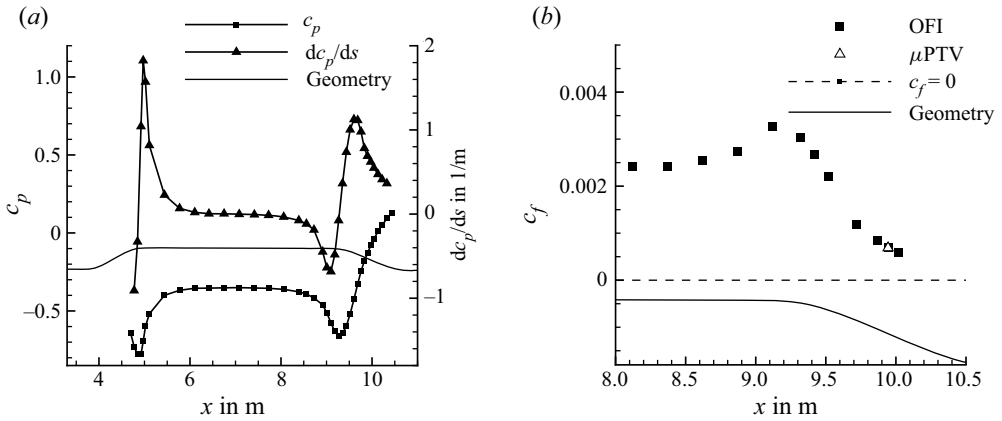 (a)
c_p
dc_p/ds
Geometry
1.0
0.5
0
−0.5
c_p
2
1
0
−1
dc_p/ds in 1/m
4
6
8
10
x in m
(b)
OFI
μPTV
c_f = 0
Geometry
0.004
0.002
0
c_f
8.0
8.5
9.0
9.5
10.0
10.5
x in m